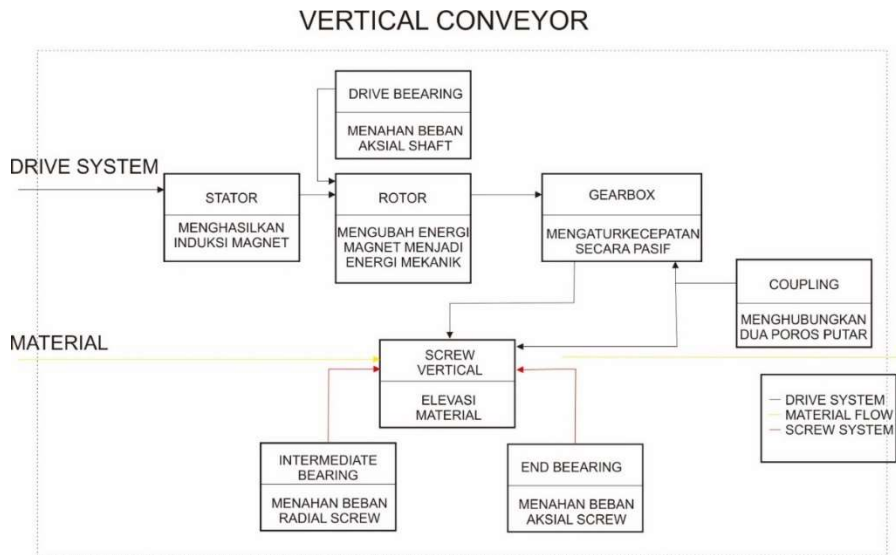 VERTICAL CONVEYOR
DRIVE BEEARING
MENAHAN BEBAN
AKSIAL SHAFT
DRIVE SYSTEM
STATOR
MENGHASILKAN
INDUKSI MAGNET
ROTOR
MENGUBAH ENERGI
MAGNET MENJADI
ENERGI MEKANIK
GEARBOX
MENGATURKECEPATAN
SECARA PASIF
COUPLING
MENGHUBUNGKAN
DUA POROS PUTAR
MATERIAL
SCREW
VERTICAL
ELEVASI
MATERIAL
DRIVE SYSTEM
MATERIAL FLOW
SCREW SYSTEM
INTERMEDIATE
BEARING
MENAHAN BEBAN
RADIAL SCREW
END BEEARING
MENAHAN BEBAN
AKSIAL SCREW